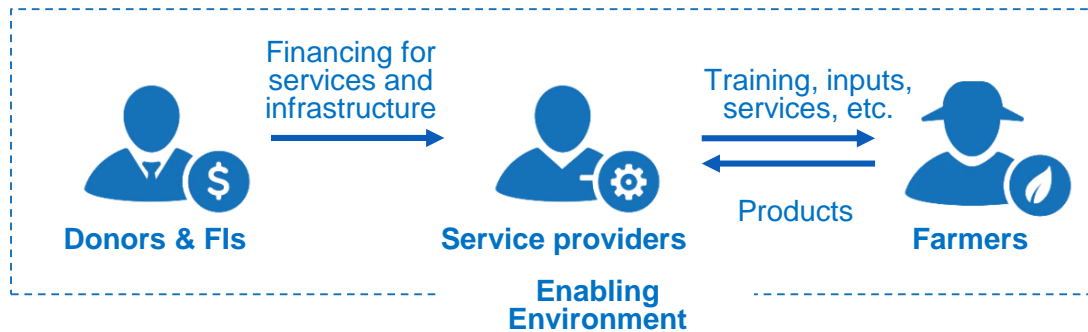 Financing for
services and
infrastructure
Training, inputs,
services, etc.
$
Products
Donors & FIs
Service providers
Farmers
Enabling
Environment